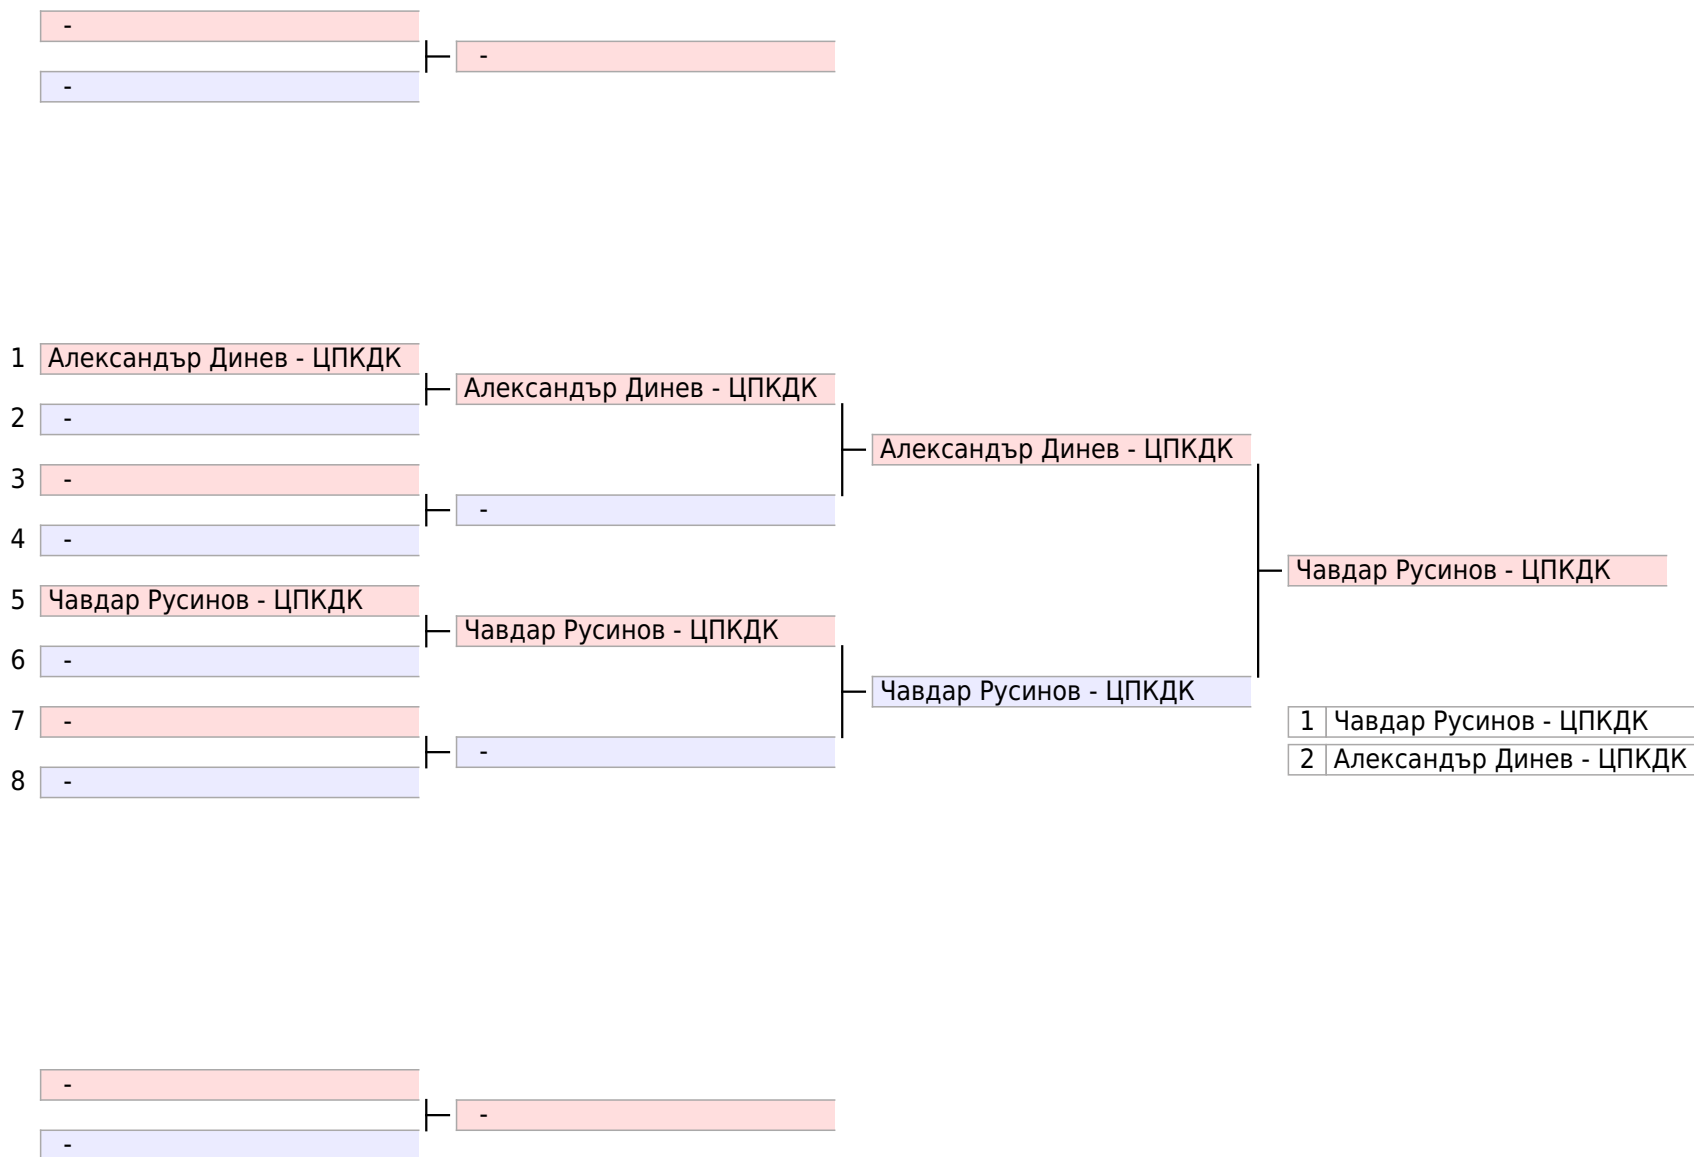 -
-
-
1 Александър Динев - ЦПКДК
Александър Динев - ЦПКДК
2 -
Александър Динев - ЦПКДК
3 -
-
4 -
Чавдар Русинов - ЦПКДК
5 Чавдар Русинов - ЦПКДК
Чавдар Русинов - ЦПКДК
6 -
Чавдар Русинов - ЦПКДК
7 -
1 Чавдар Русинов - ЦПКДК
-
2 Александър Динев - ЦПКДК
8 -
-
-
-